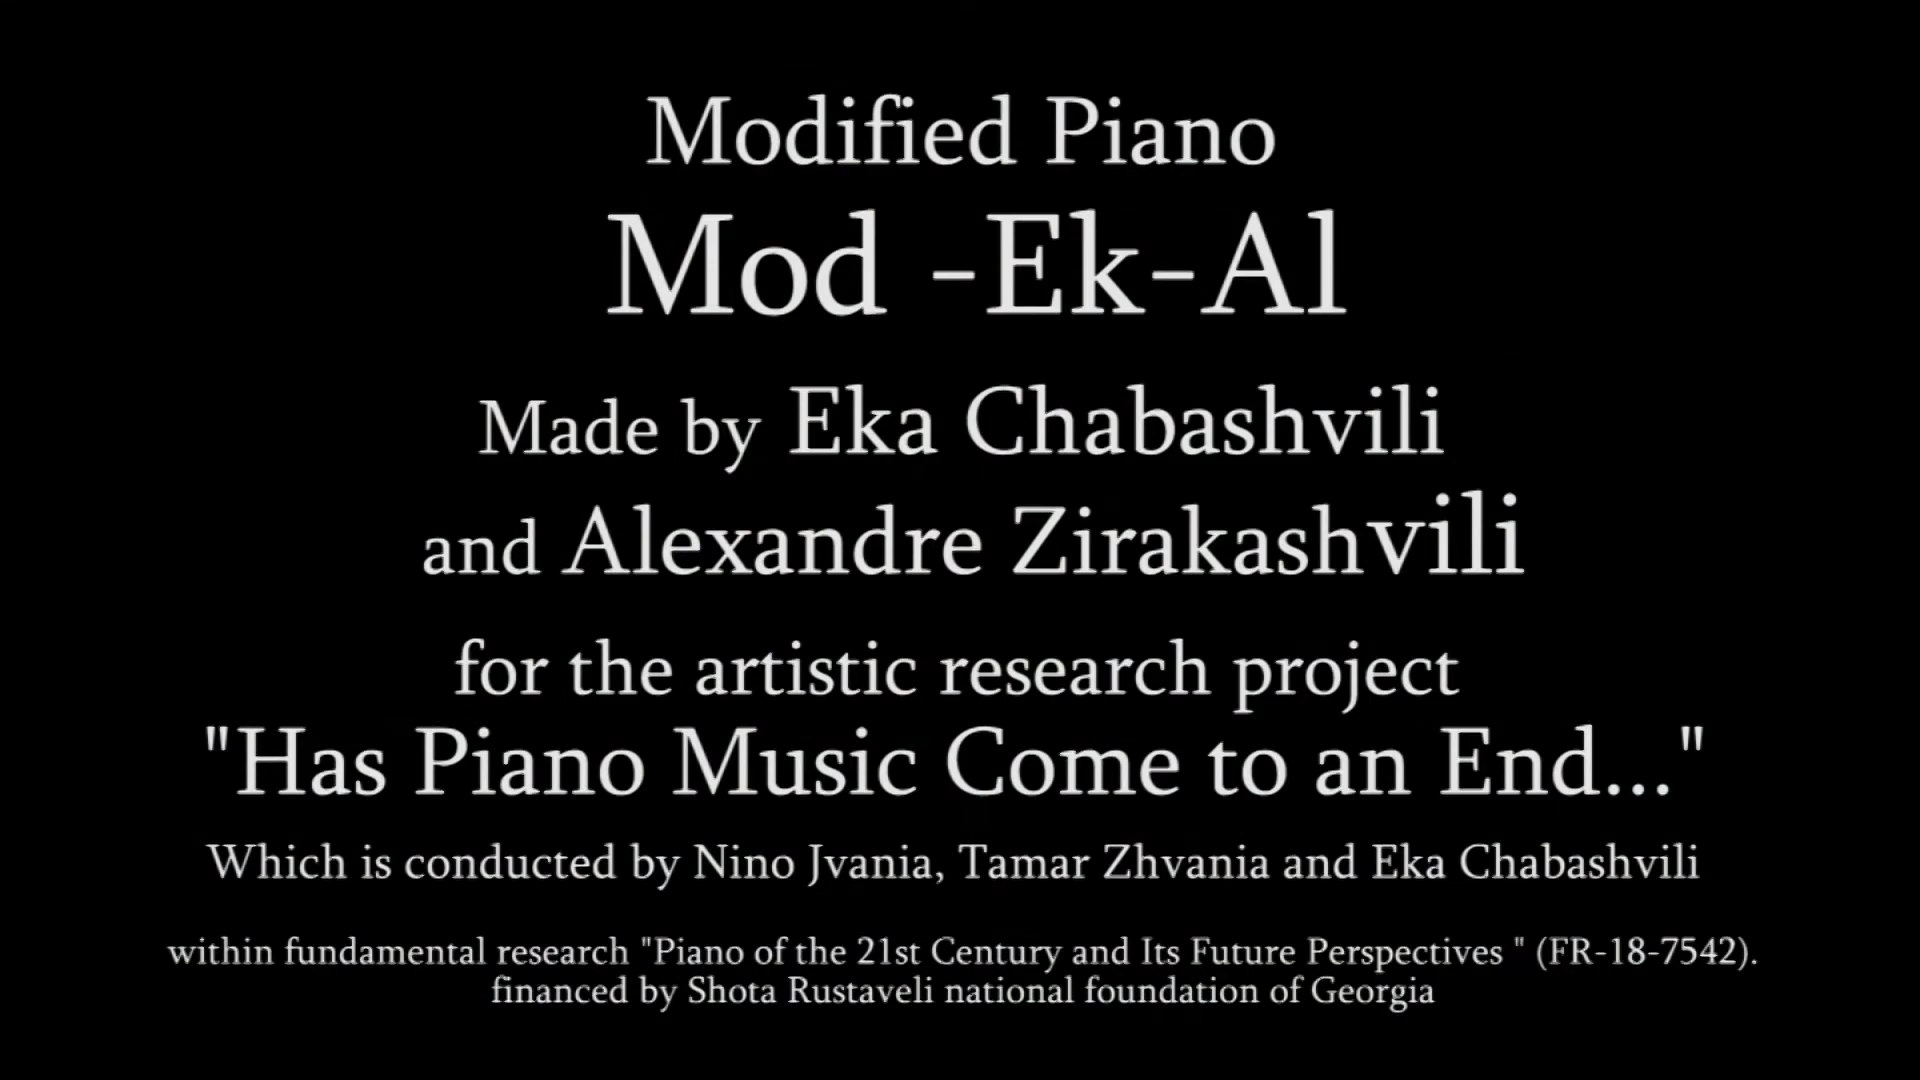 Modified Piano
Mod -Ek-Al
Made by Eka Chabashvili
and Alexandre Zirakashvili
for the artistic research project
"Has Piano Music Come to an End..."
Which is conducted by Nino Jvania, Tamar Zhvania and Eka Chabashvili
within fundamental research "Piano of the 21st Century and Its Future Perspectives " (FR-18-7542).
financed by Shota Rustaveli national foundation of Georgia